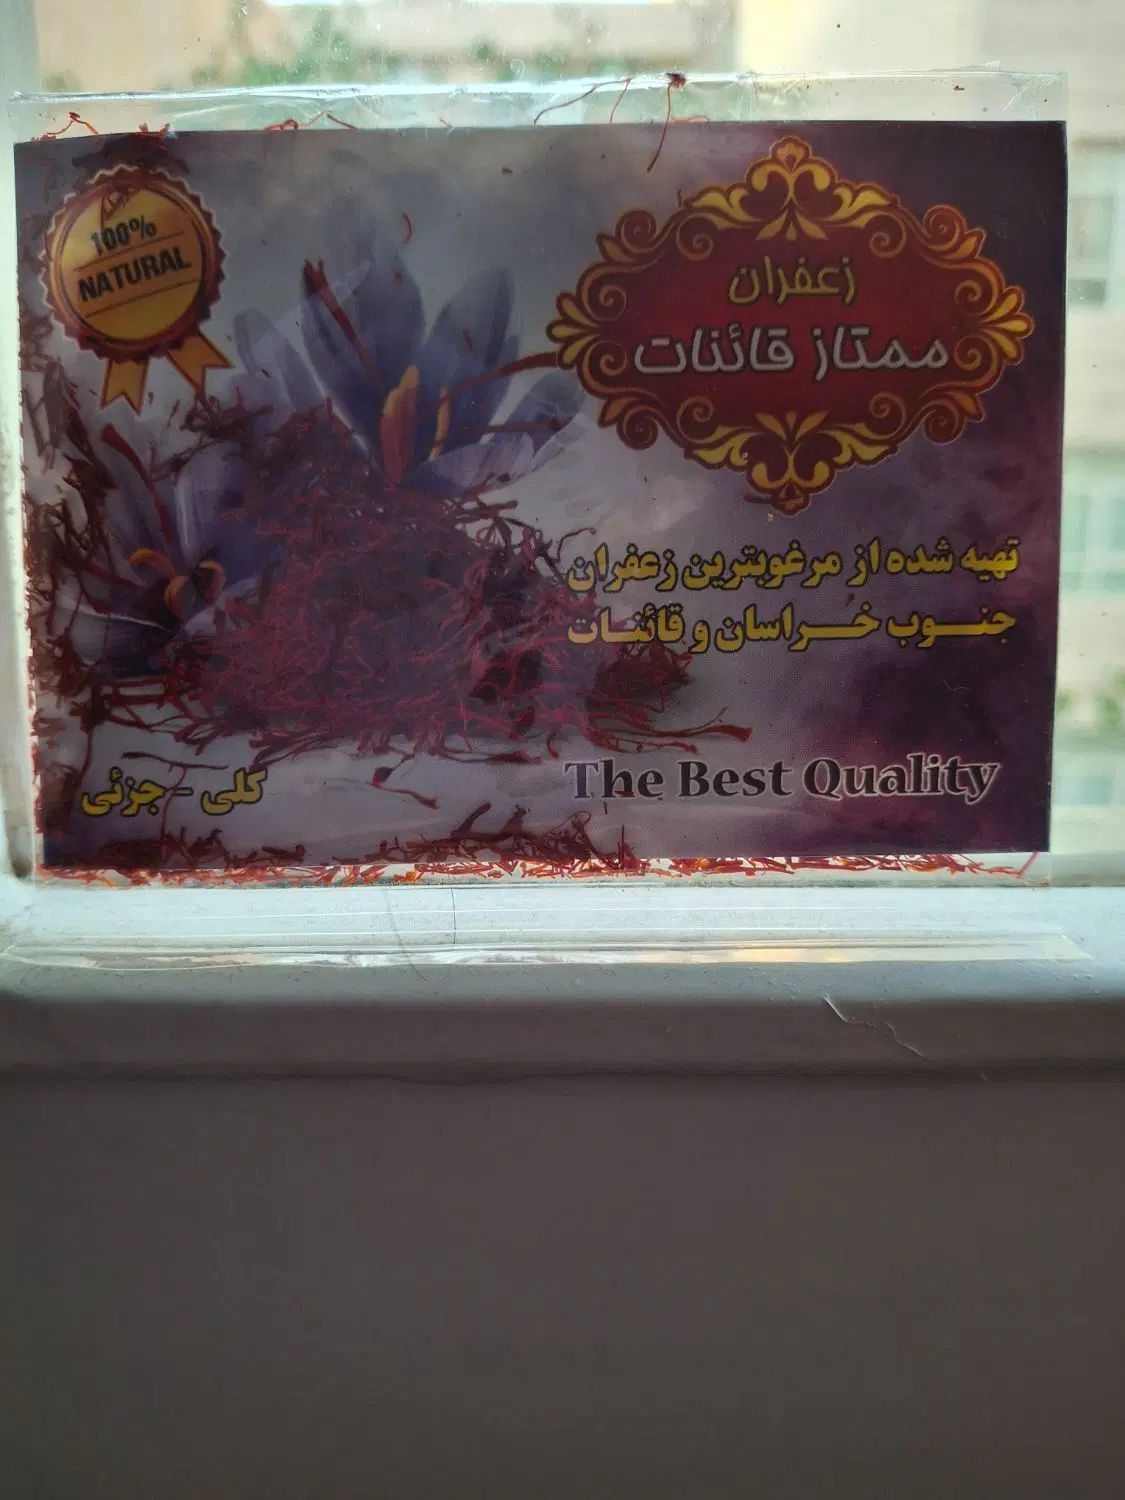 100%
NATURAL
زعفران
ممتاز قائنات
تهیه شده از مرغوبترین زعفران
جنوب خراسان و قائنات
The Best Quality
کلی - جزئی